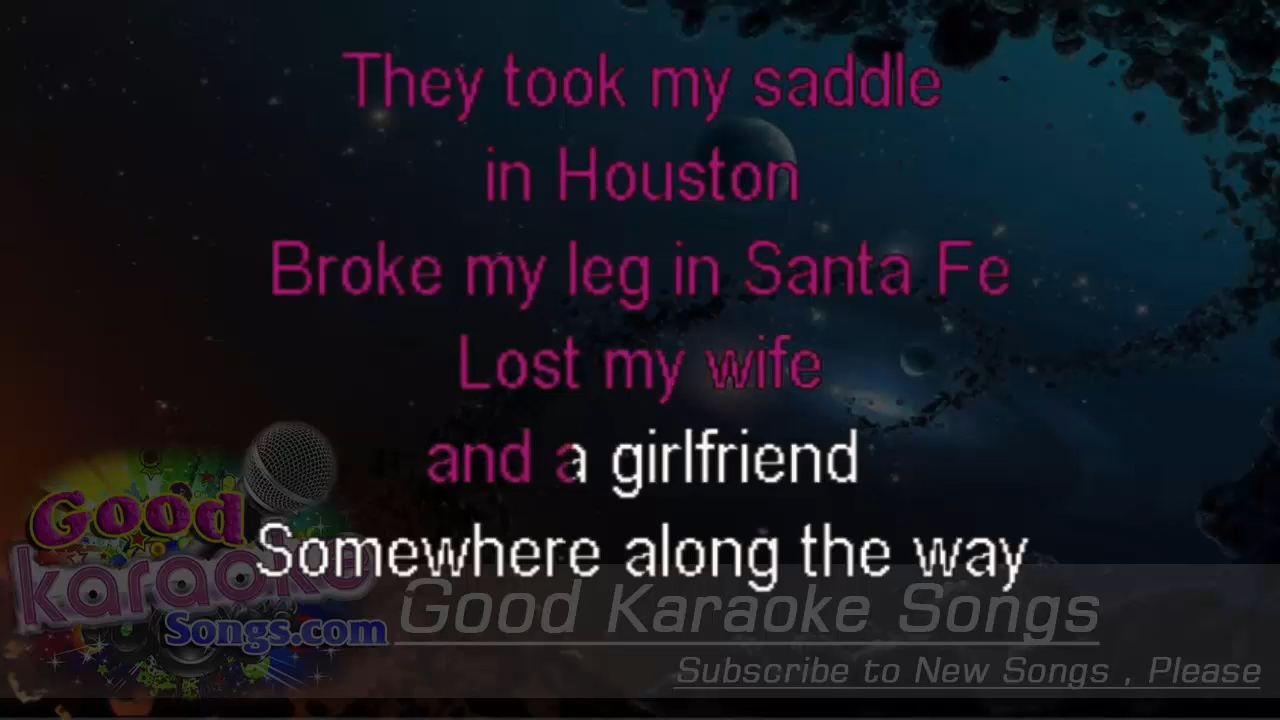 They took my saddle
in Houston
Broke my leg in Santa Fe
Lost my wife
and a girlfriend
Somewhere along the way
Good
karaoke
Songs.com
Good Karaoke Songs
Subscribe to New Songs , Please